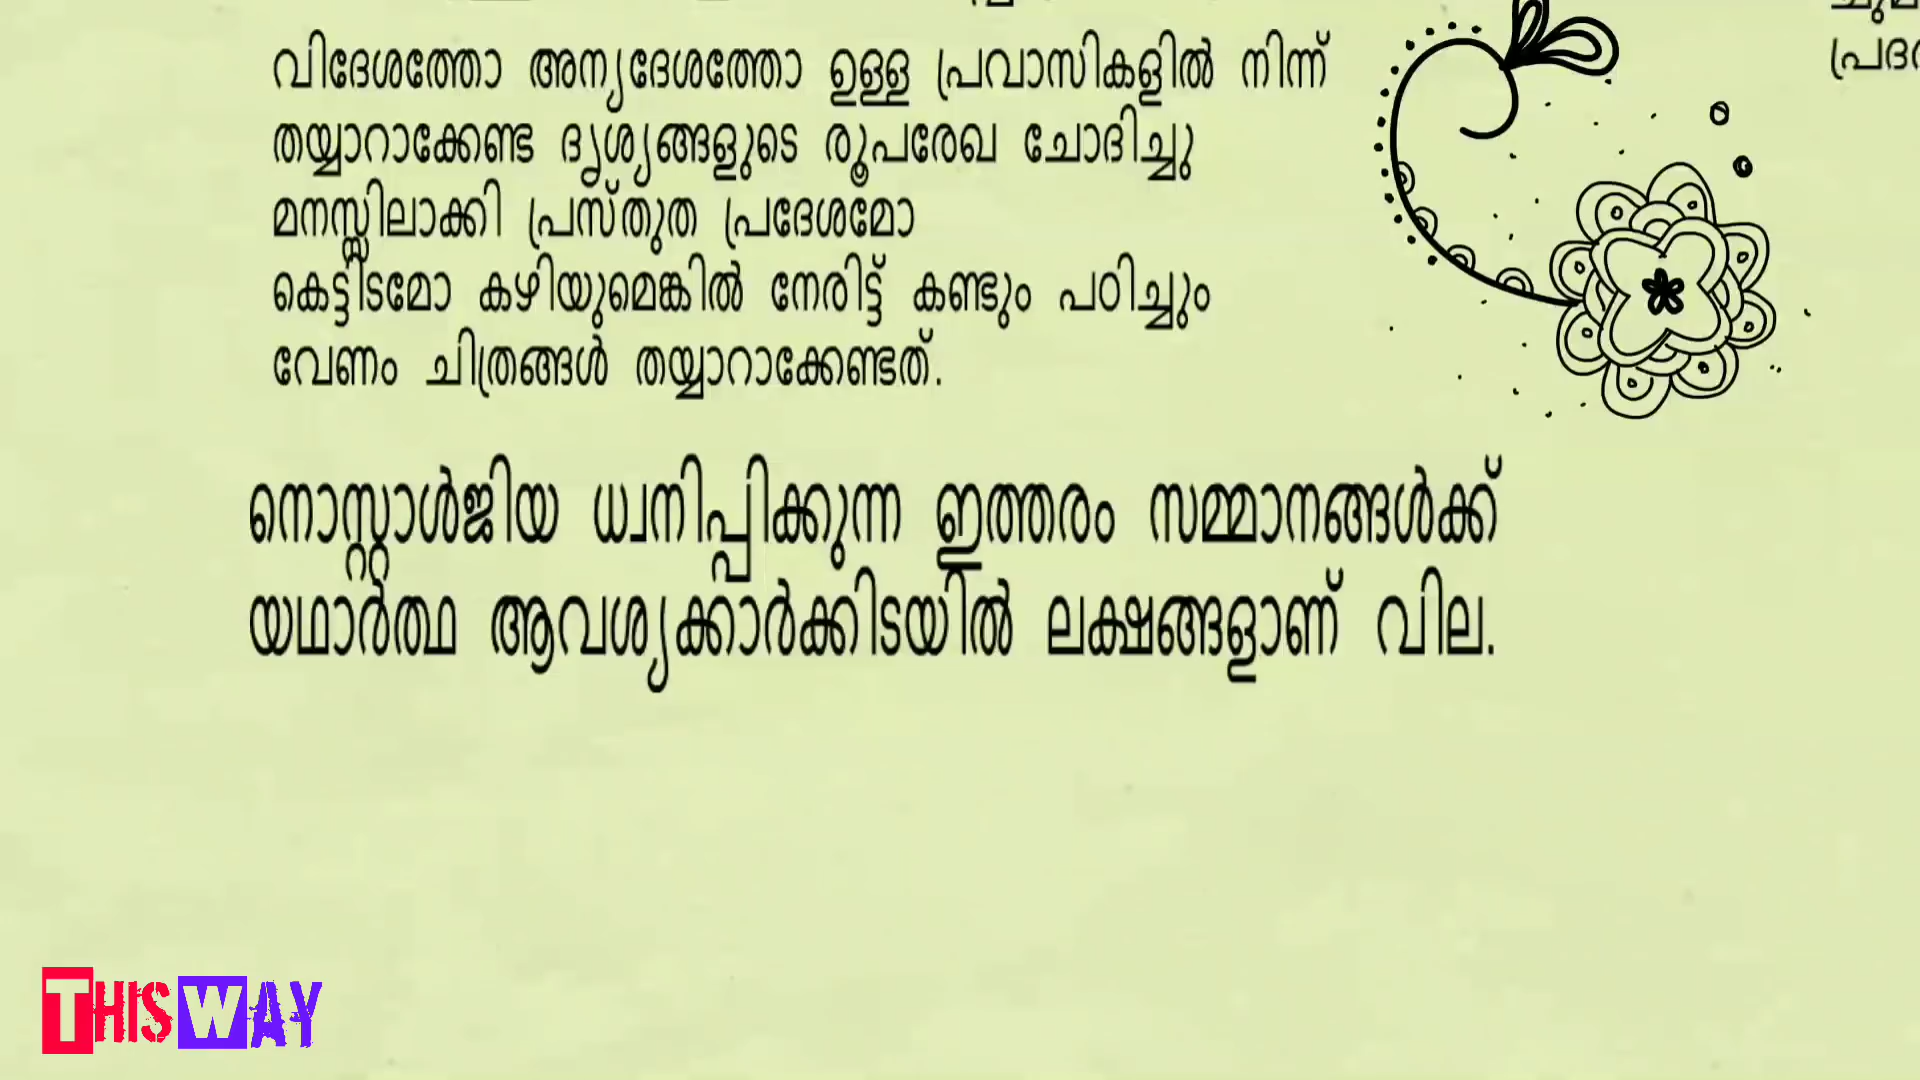 വിദേശത്തോ അന്യദേശത്തോ ഉള്ള പ്രവാസികളിൽ നിന്ന്
തയ്യാറാക്കേണ്ട ദൃശ്യങ്ങളുടെ രൂപരേഖ ചോദിച്ചു
മനസ്സിലാക്കി പ്രസ്തുത പ്രദേശമോ
കെട്ടിടമോ കഴിയുമെങ്കിൽ നേരിട്ട് കണ്ടും പഠിച്ചും
വേണം ചിത്രങ്ങൾ തയ്യാറാക്കേണ്ടത്.
നൊസ്റ്റാൾജിയ ധ്വനിപ്പിക്കുന്ന ഇത്തരം സമ്മാനങ്ങൾക്ക്
യഥാർത്ഥ ആവശ്യക്കാർക്കിടയിൽ ലക്ഷങ്ങളാണ് വില.
THIS WAY